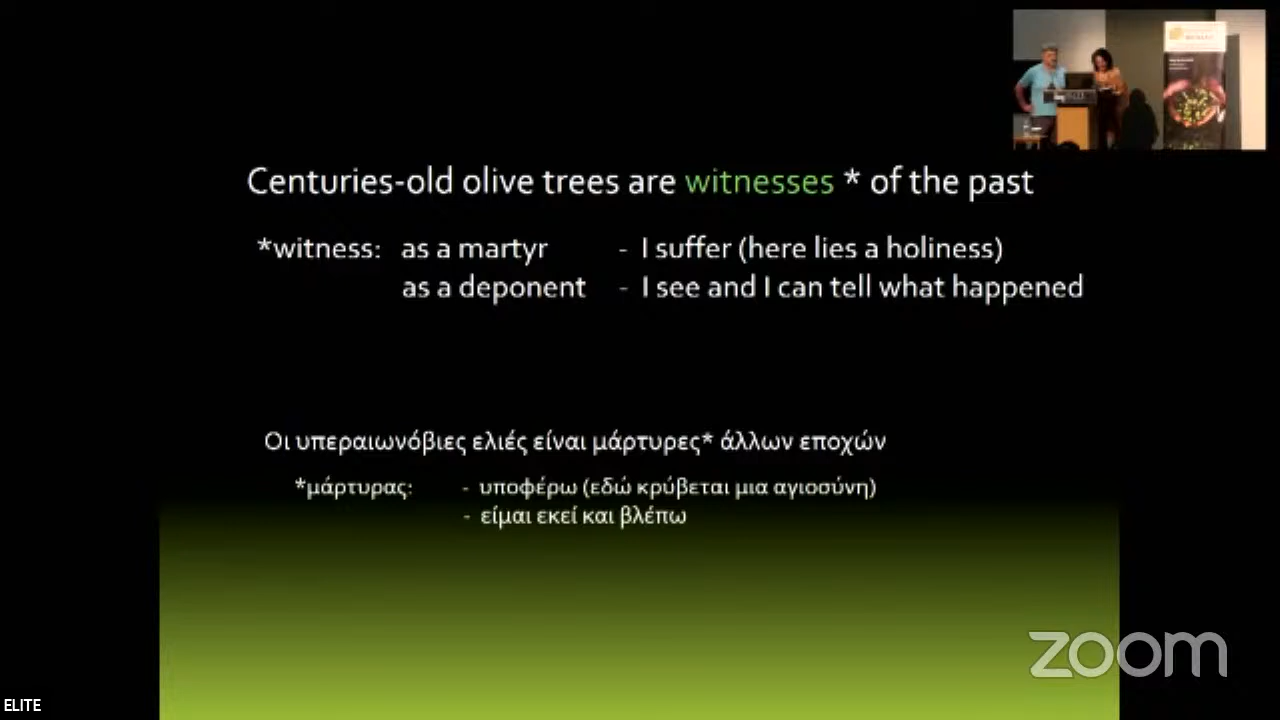 Centuries-old olive trees are witnesses * of the past
*witness: as a martyr - I suffer (here lies a holiness)
as a deponent - I see and I can tell what happened
Οι υπεραιωνόβιες ελιές είναι μάρτυρες* άλλων εποχών
*μάρτυρας: - υποφέρω (εδώ κρύβεται μια αγιοσύνη)
- είμαι εκεί και βλέπω
zoom
ELITE